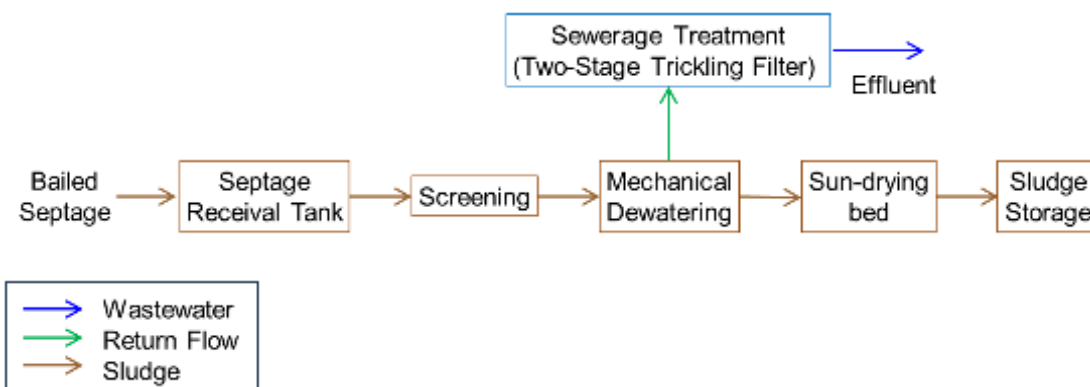 Sewerage Treatment
(Two-Stage Trickling Filter)
Effluent
Bailed
Septage
Septage
Receival Tank
Screening
Mechanical
Dewatering
Sun-drying
bed
Sludge
Storage
Wastewater
Return Flow
Sludge